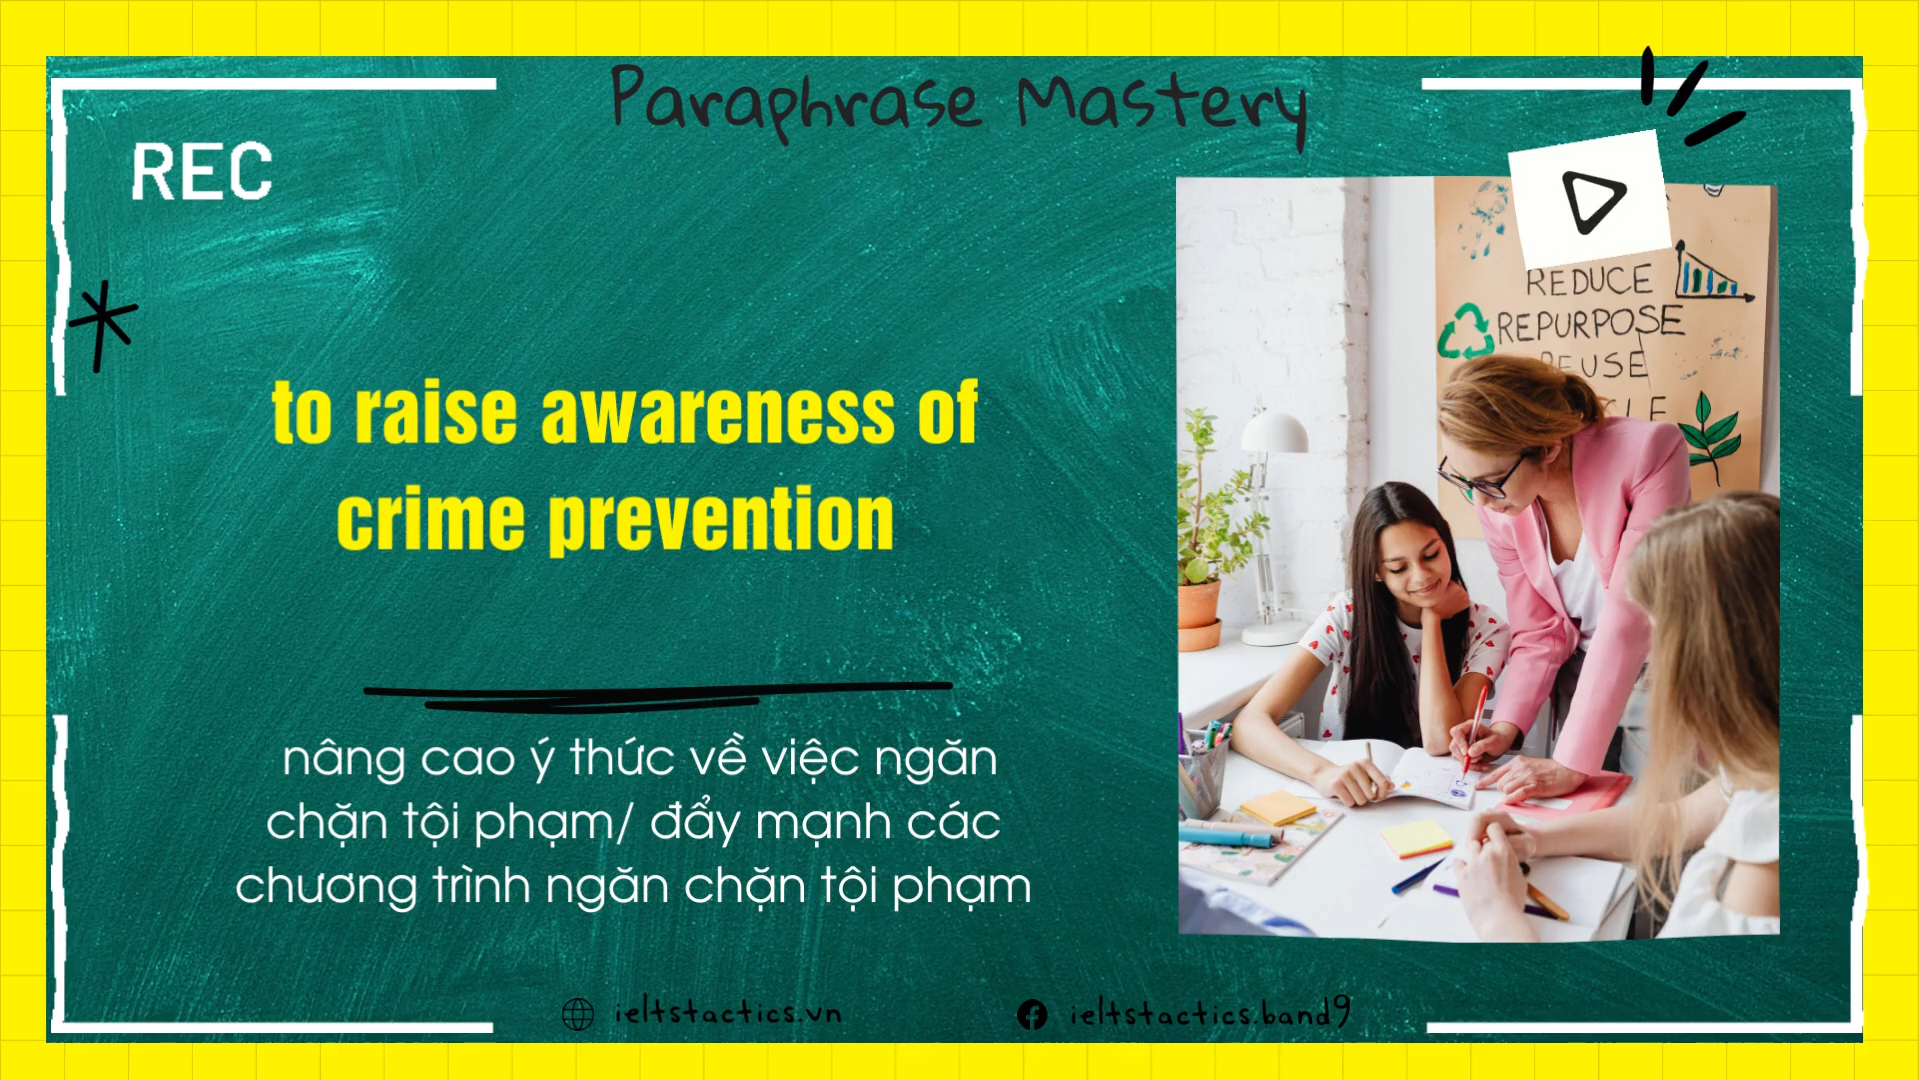 Paraphrase Mastery
REC
to raise awareness of
crime prevention
nâng cao ý thức về việc ngăn
chặn tội phạm/ đẩy mạnh các
chương trình ngăn chặn tội phạm
REDUCE
REPURPOSE
REUSE
ieltstactics.vn
ieltstactics.band9